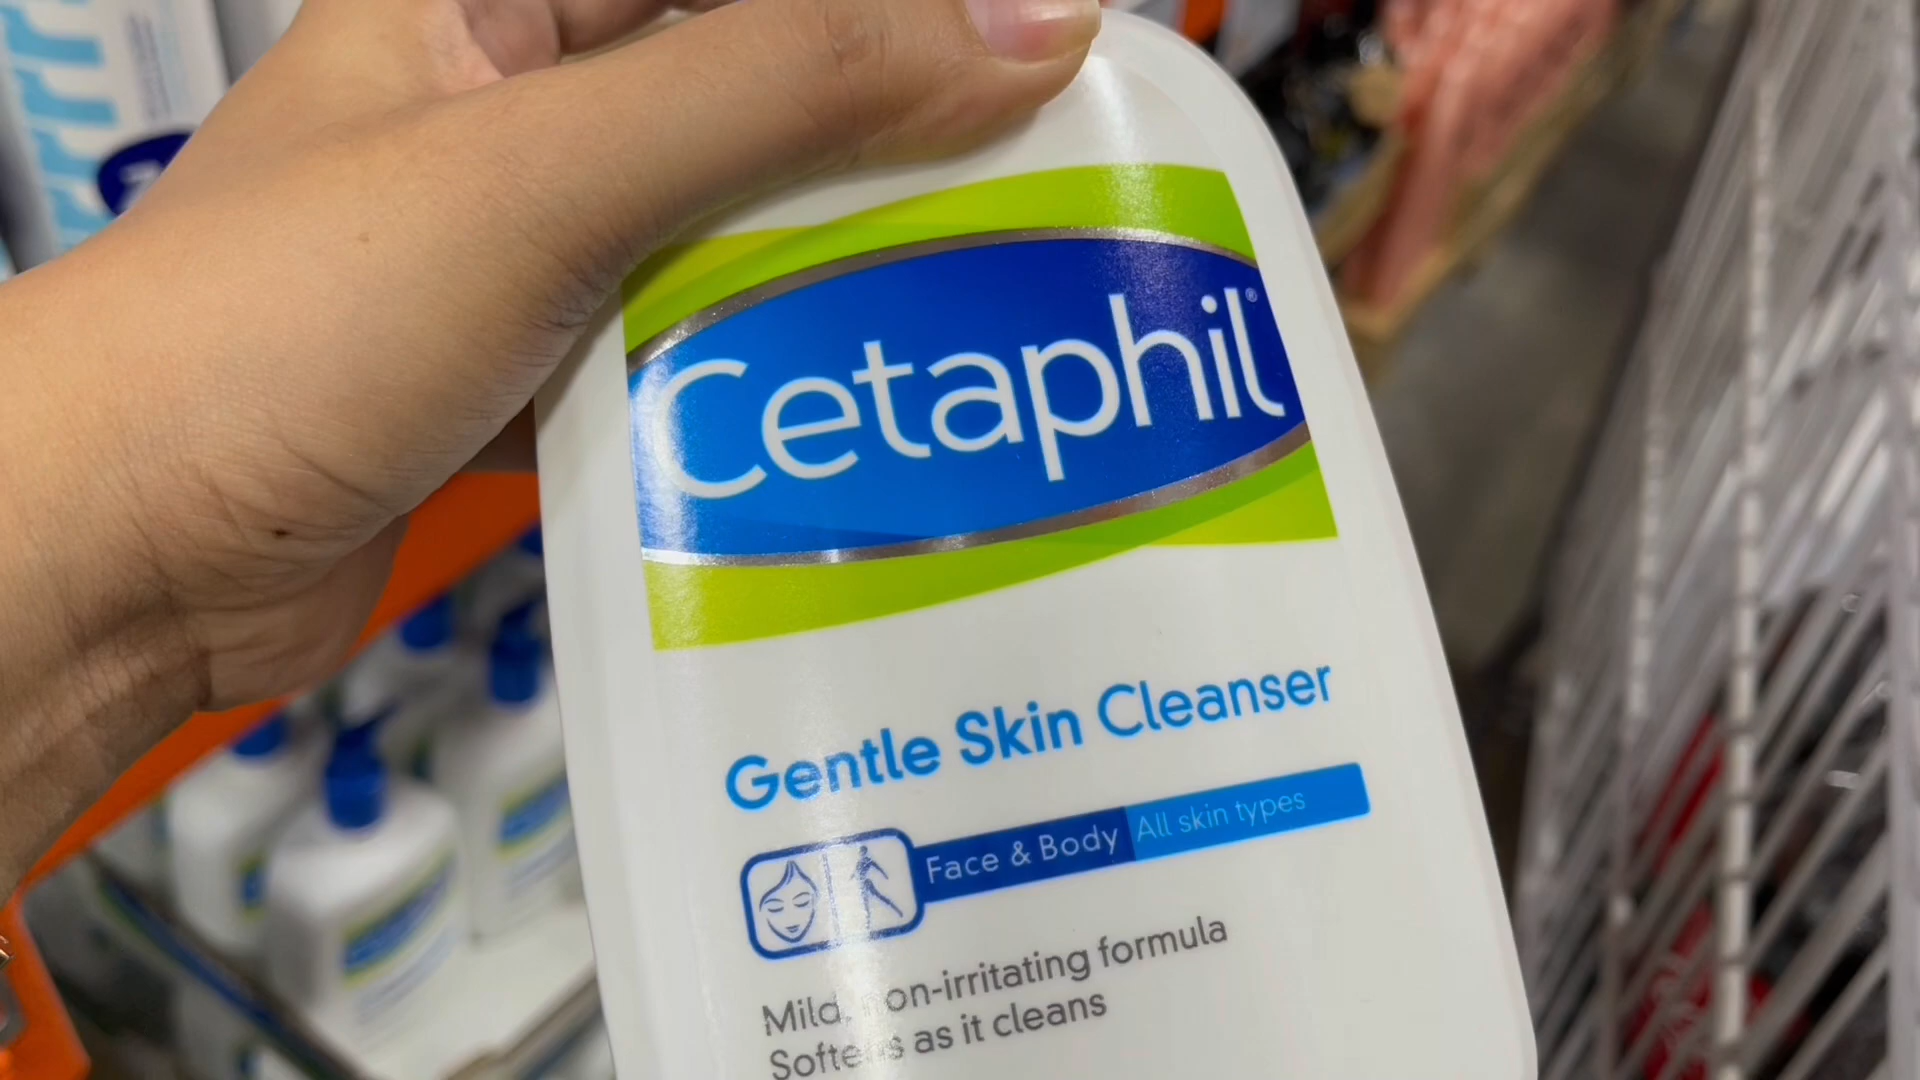 Cetaphil®
Gentle Skin Cleanser
Face & Body All skin types
Mild, non-irritating formula
Softens as it cleans